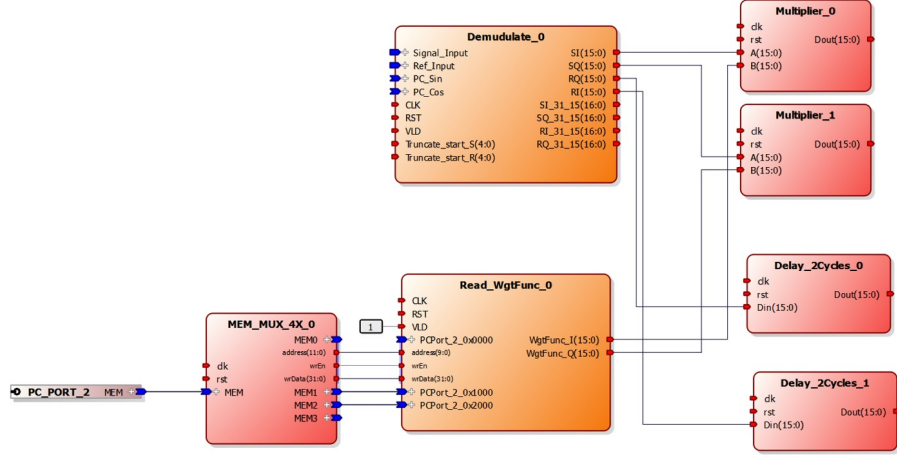 Demudulate_0
Signal_Input
Ref_Input
PC_Sin
PC_Cos
CLK
RST
VLD
Truncate_start_S(4:0)
Truncate_start_R(4:0)
SI(15:0)
SQ(15:0)
RQ(15:0)
RI(15:0)
SI_31_15(16:0)
SQ_31_15(16:0)
RI_31_15(16:0)
RQ_31_15(16:0)
Multiplier_0
clk
rst
A(15:0)
B(15:0)
Dout(15:0)
Multiplier_1
clk
rst
A(15:0)
B(15:0)
Dout(15:0)
Delay_2Cycles_0
clk
rst
Din(15:0)
Dout(15:0)
Delay_2Cycles_1
clk
rst
Din(15:0)
Dout(15:0)
PC_PORT_2 MEM
MEM_MUX_4X_0
clk
rst
MEM
MEM0
address(11:0)
wrEn
wrData(31:0)
MEM1
MEM2
MEM3
1
Read_WgtFunc_0
CLK
RST
VLD
PCPort_2_0x0000
address(9:0)
wrEn
wrData(31:0)
PCPort_2_0x1000
PCPort_2_0x2000
WgtFunc_I(15:0)
WgtFunc_Q(15:0)